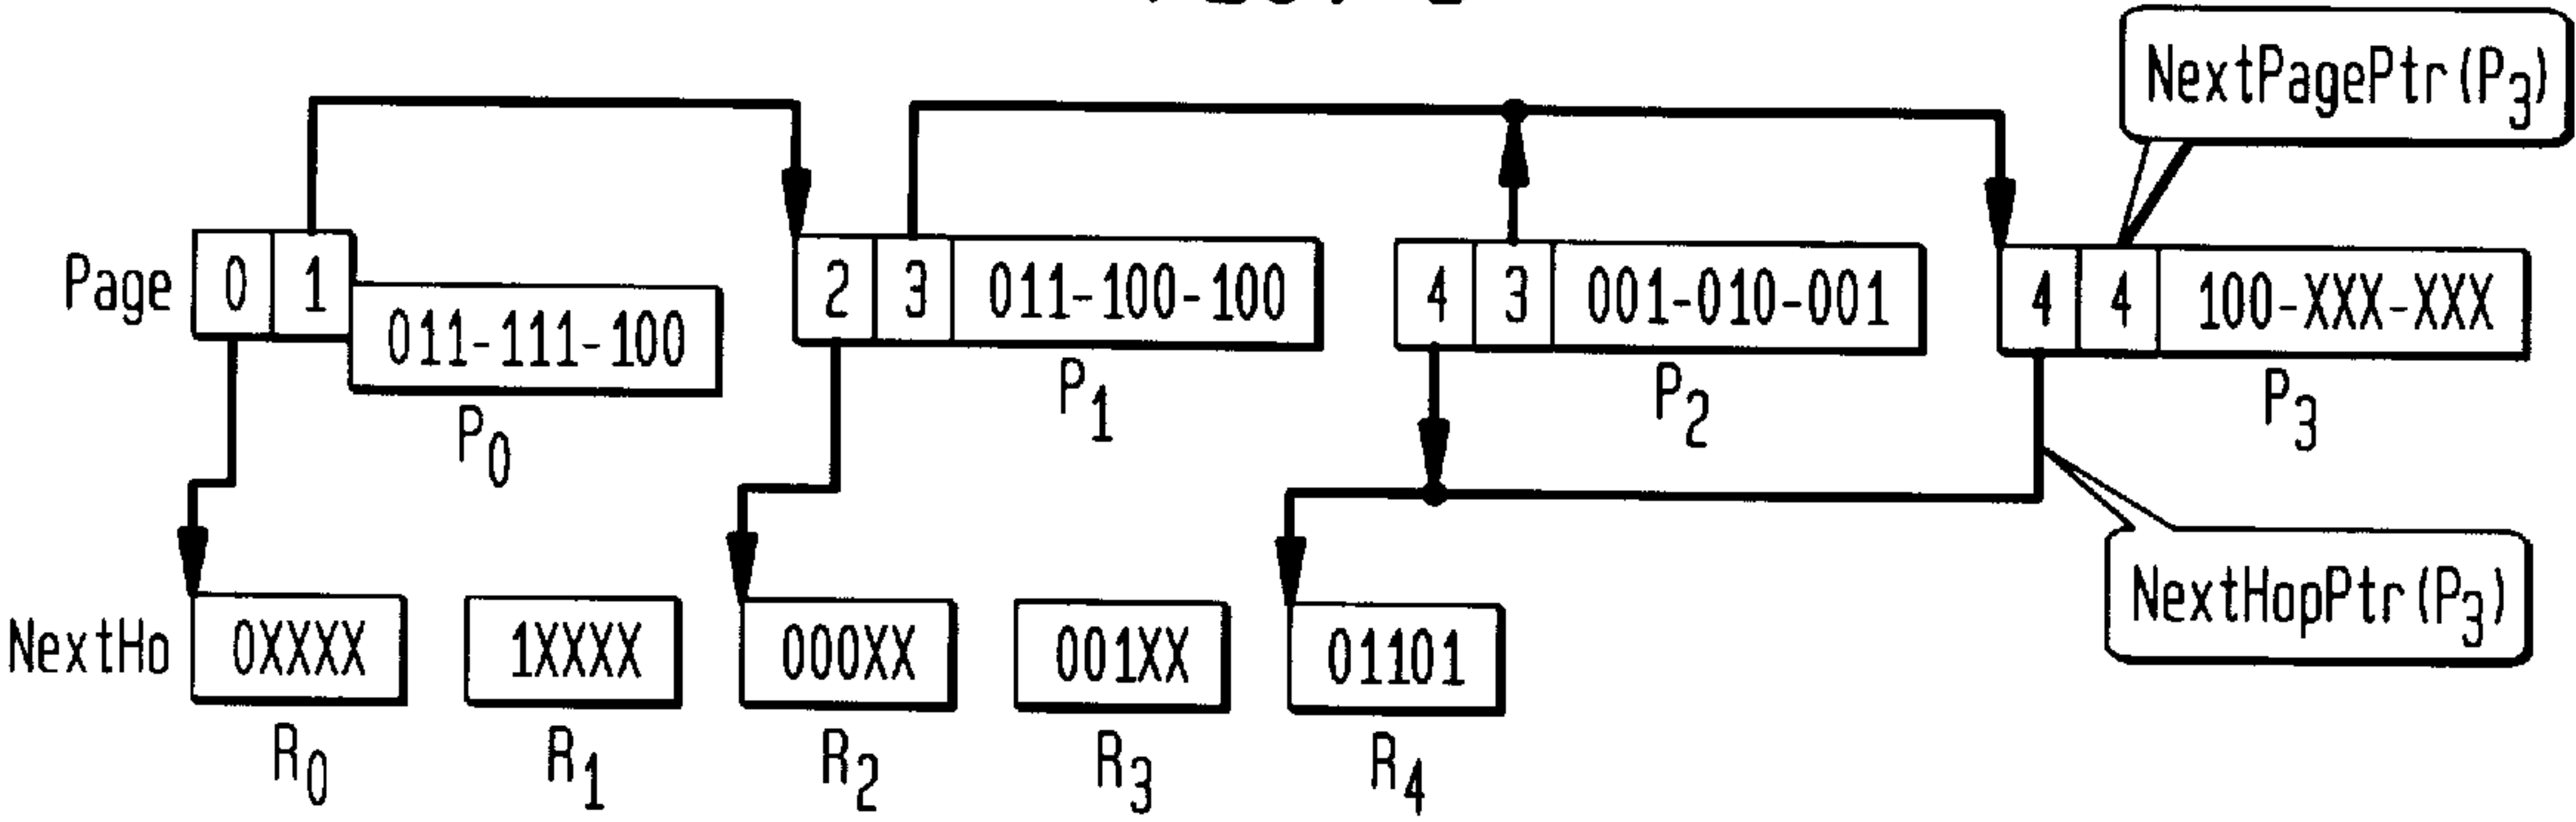 NextPagePtr(P3)
Page 0 1 011-111-100 2 3 011-100-100 4 3 001-010-001 4 4 100-XXX-XXX
P0 P1 P2 P3
NextHopPtr(P3)
NextHo 0XXXX 1XXXX 000XX 001XX 01101
R0 R1 R2 R3 R4